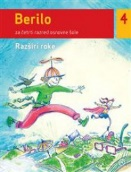 Berilo
4
za četrti razred osnovne šole
Razširi roke